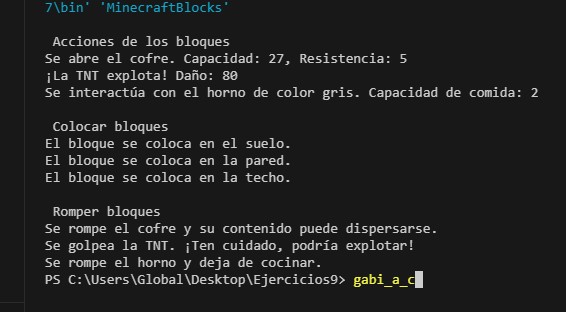 7\bin' 'MinecraftBlocks'
Acciones de los bloques
Se abre el cofre. Capacidad: 27, Resistencia: 5
¡La TNT explota! Daño: 80
Se interactúa con el horno de color gris. Capacidad de comida: 2
Colocar bloques
El bloque se coloca en el suelo.
El bloque se coloca en la pared.
El bloque se coloca en la techo.
Romper bloques
Se rompe el cofre y su contenido puede dispersarse.
Se golpea la TNT. ¡Ten cuidado, podría explotar!
Se rompe el horno y deja de cocinar.
PS C:\Users\Global\Desktop\Ejercicios9> gabi_a_c